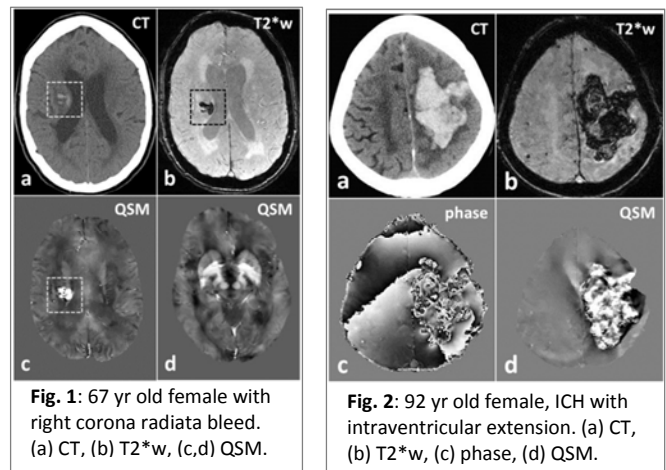 CT
T2*w
a
b
QSM
QSM
c
d
Fig. 1: 67 yr old female with
right corona radiata bleed.
(a) CT, (b) T2*w, (c,d) QSM.
CT
T2*w
a
b
phase
QSM
c
d
Fig. 2: 92 yr old female, ICH with
intraventricular extension. (a) CT,
(b) T2*w, (c) phase, (d) QSM.